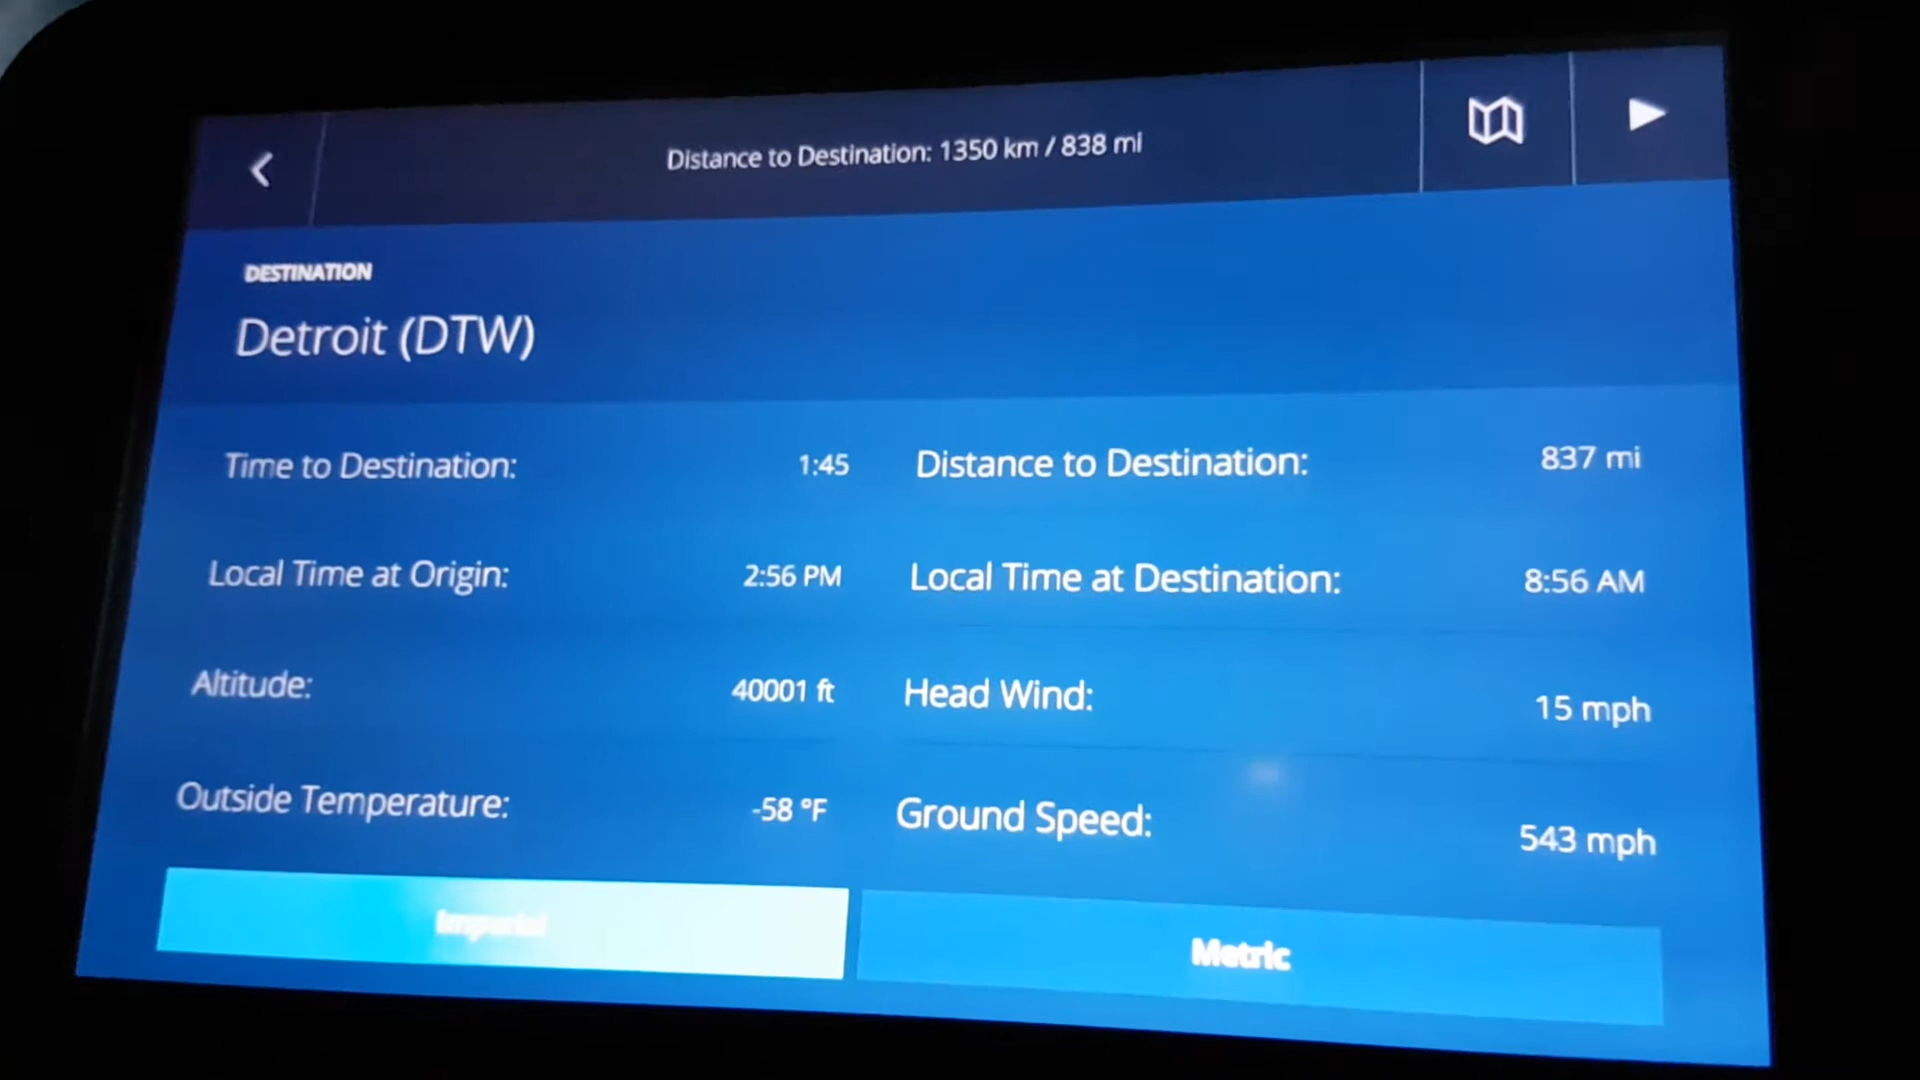 Distance to Destination: 1350 km / 838 mi
DESTINATION
Detroit (DTW)
Time to Destination: 1:45
Distance to Destination: 837 mi
Local Time at Origin: 2:56 PM
Local Time at Destination: 8:56 AM
Altitude: 40001 ft
Head Wind: 15 mph
Outside Temperature: -58 °F
Ground Speed: 543 mph
Imperial
Metric